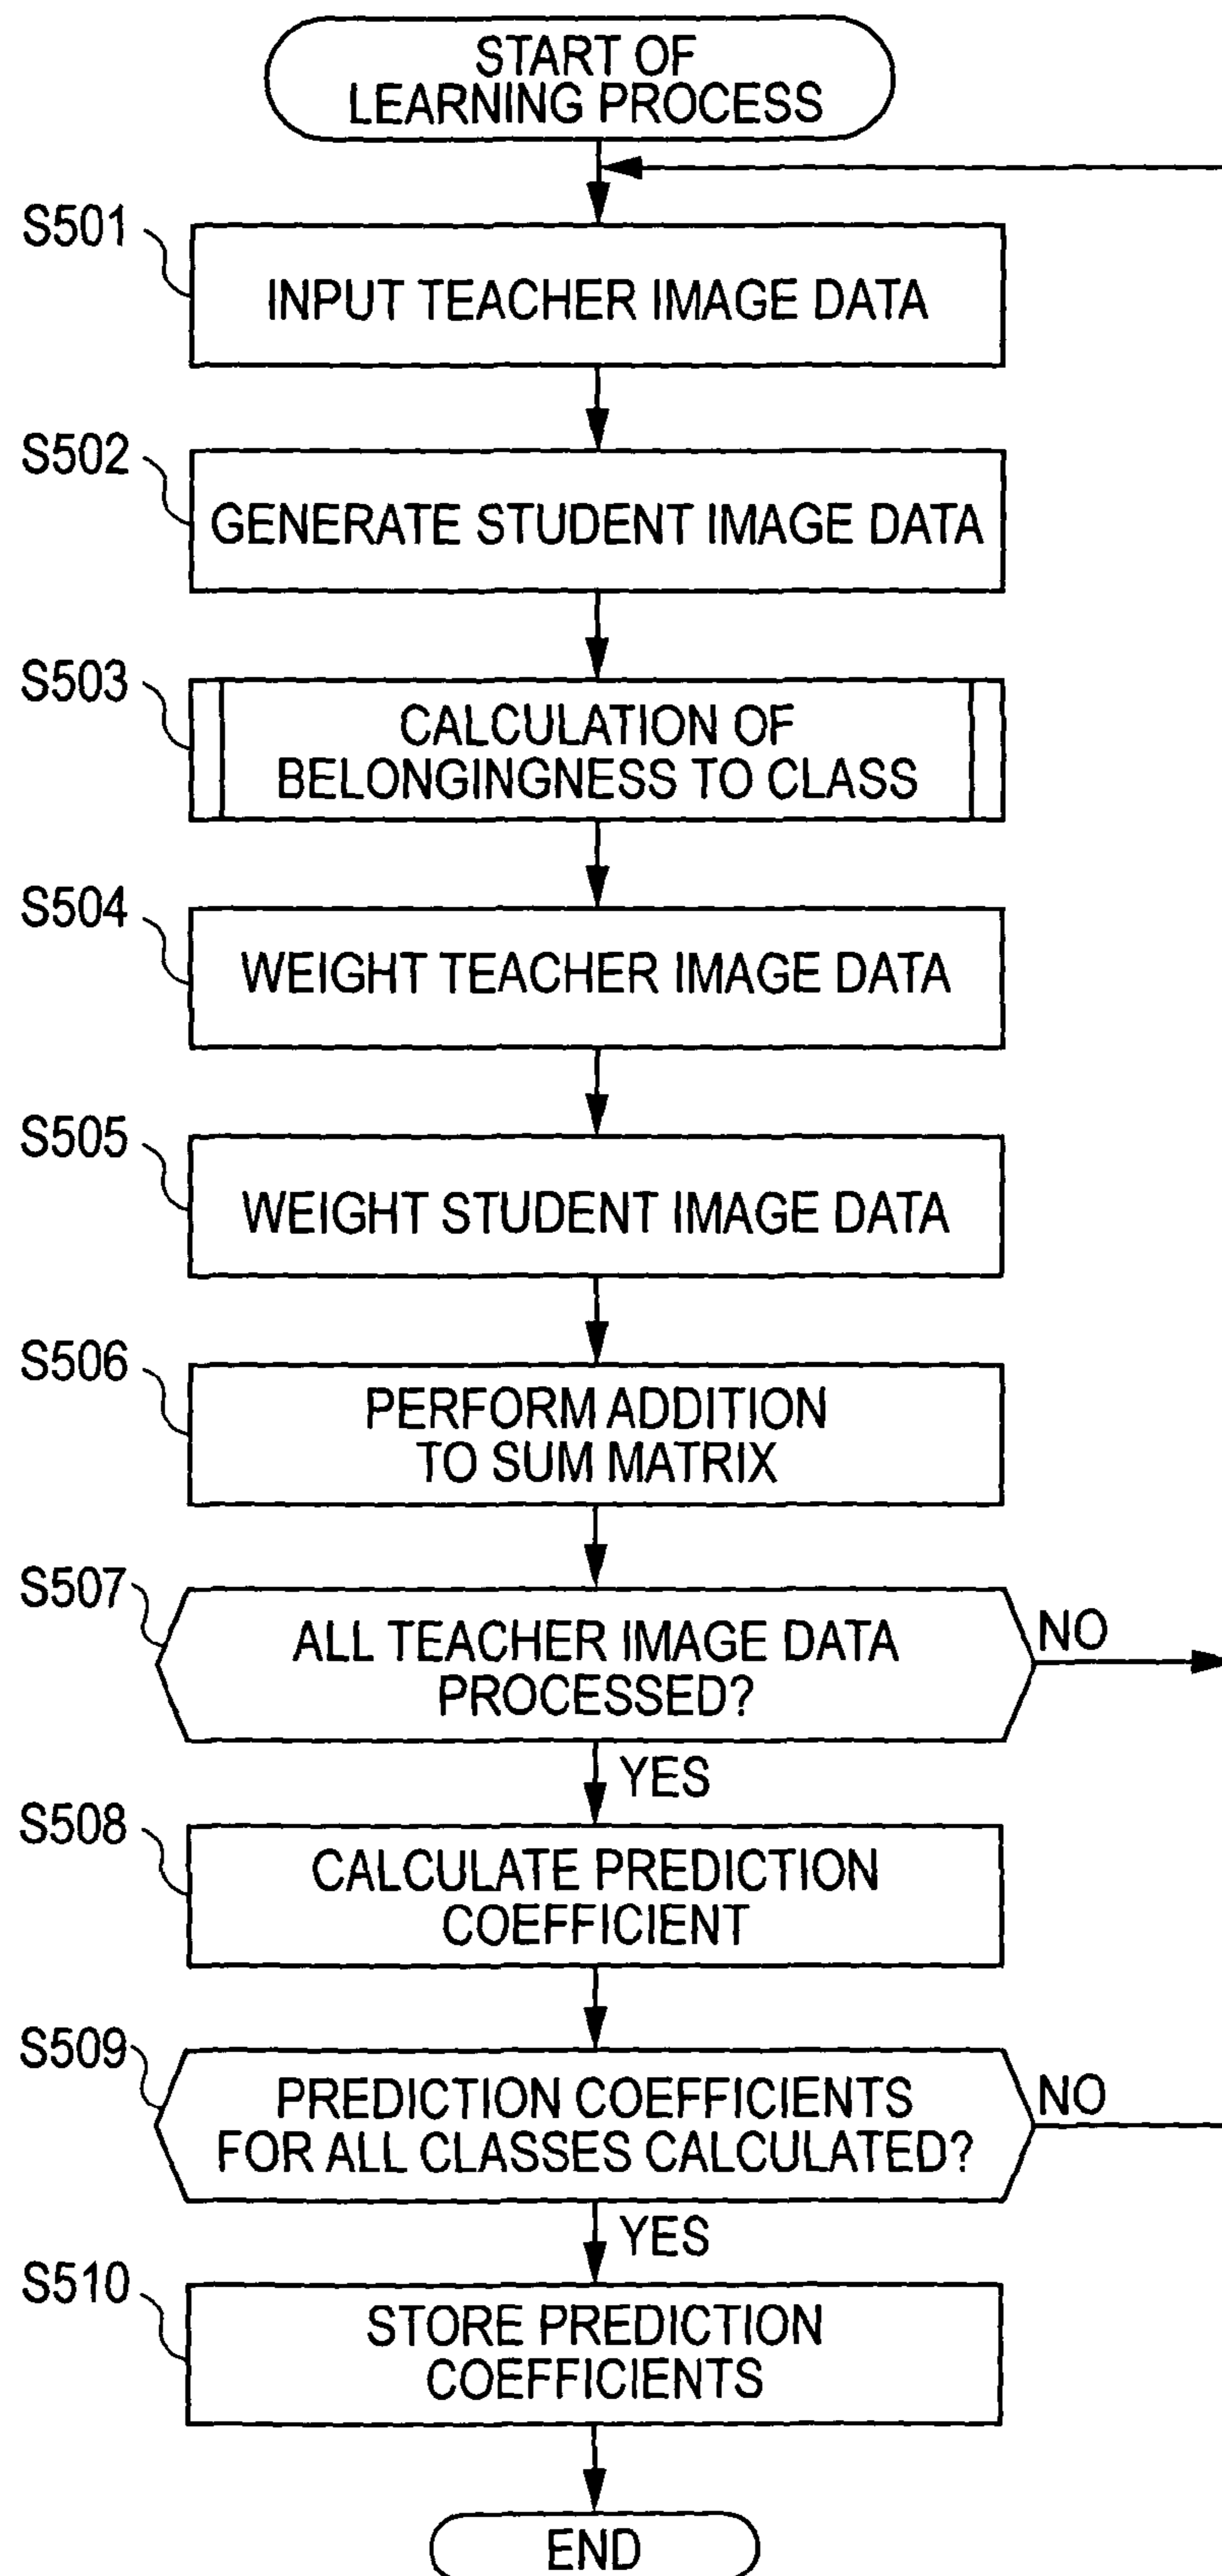 START OF
LEARNING PROCESS
S501
INPUT TEACHER IMAGE DATA
S502
GENERATE STUDENT IMAGE DATA
S503
CALCULATION OF
BELONGINGNESS TO CLASS
S504
WEIGHT TEACHER IMAGE DATA
S505
WEIGHT STUDENT IMAGE DATA
S506
PERFORM ADDITION
TO SUM MATRIX
S507
ALL TEACHER IMAGE DATA
PROCESSED?
NO
YES
S508
CALCULATE PREDICTION
COEFFICIENT
S509
PREDICTION COEFFICIENTS
FOR ALL CLASSES CALCULATED?
NO
YES
S510
STORE PREDICTION
COEFFICIENTS
END